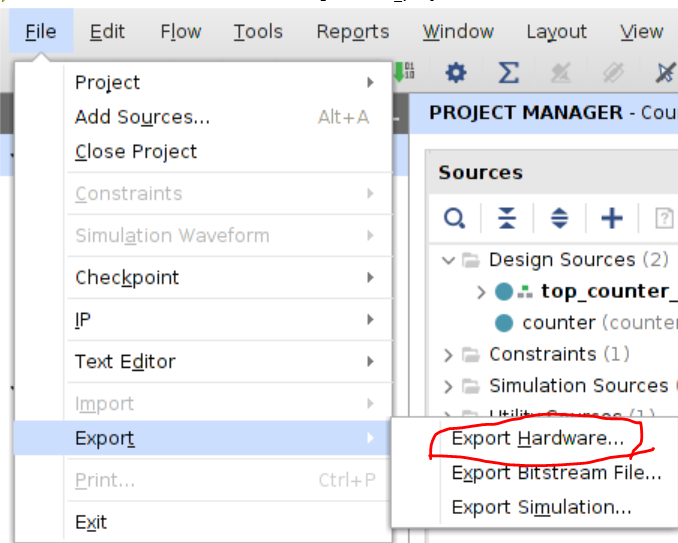 File Edit Flow Tools Reports Window Layout View
Project
Add Sources... Alt+A
Close Project
Constraints
Simulation Waveform
Checkpoint
IP
Text Editor
Import
Export
Print... Ctrl+P
Exit
PROJECT MANAGER - Cou
Sources
Design Sources (2)
top_counter_
counter (counter
Constraints (1)
Simulation Sources
Utility Sources (1)
Export Hardware...
Export Bitstream File...
Export Simulation...